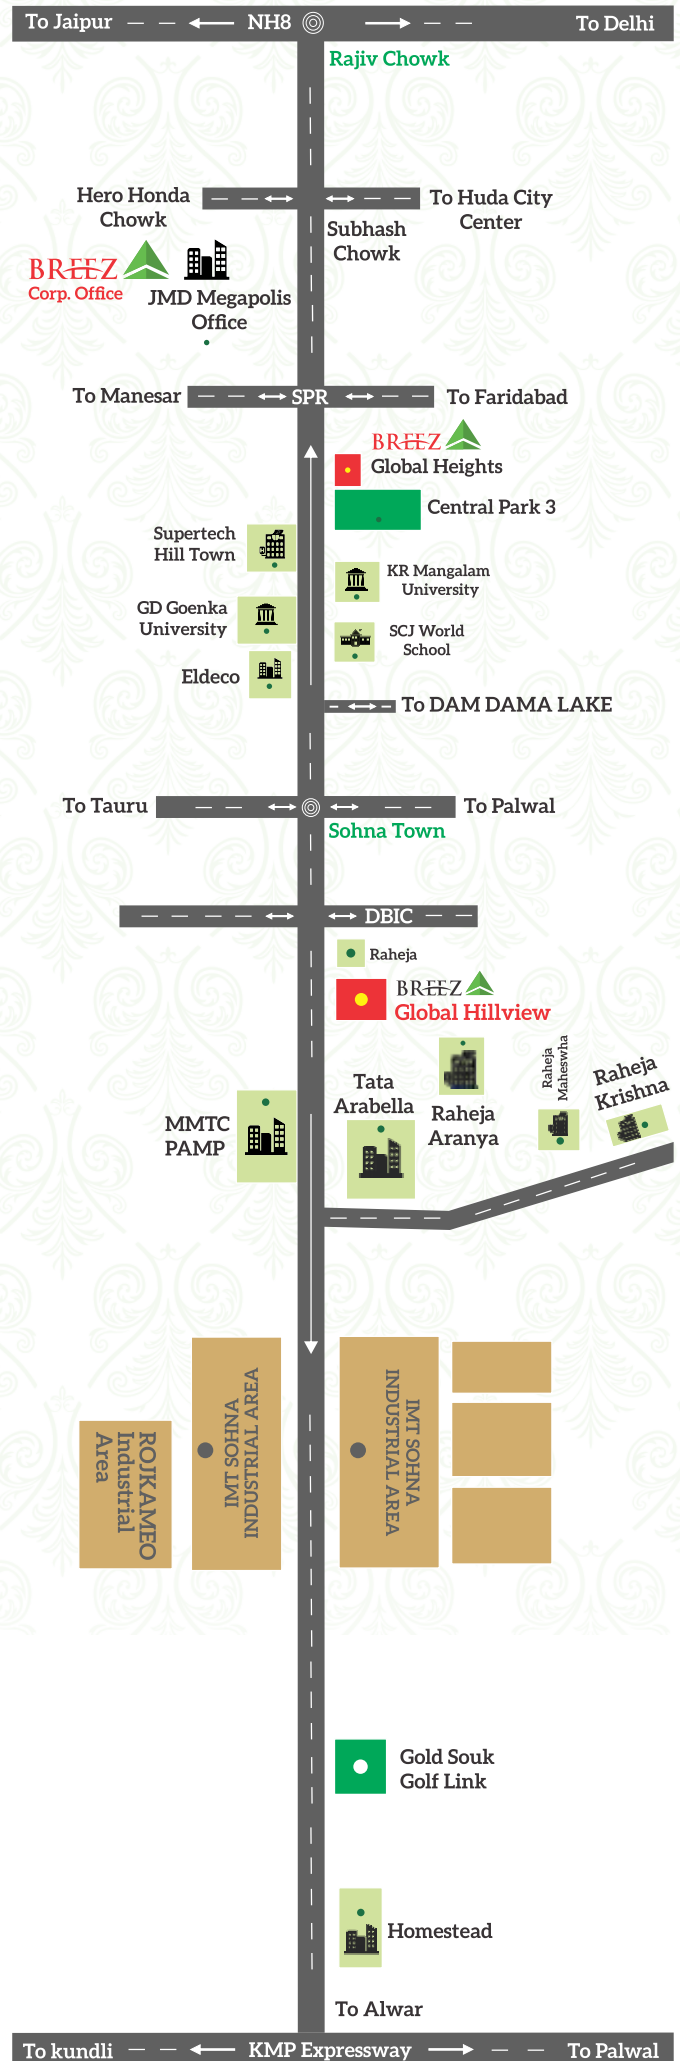 To Jaipur
NH8
To Delhi
Rajiv Chowk
Hero Honda
Chowk
To Huda City
Center
Subhash
Chowk
BREEZ
Corp. Office
JMD Megapolis
Office
To Manesar
SPR
To Faridabad
BREEZ
Global Heights
Central Park 3
Supertech
Hill Town
KR Mangalam
University
GD Goenka
University
SCJ World
School
Eldeco
To DAM DAMA LAKE
To Tauru
To Palwal
Sohna Town
DBIC
Raheja
BREEZ
Global Hillview
Raheja
Maheswha
Raheja
Krishna
Tata
Arabella
Raheja
Aranya
MMTC
PAMP
ROJKAMEO
Industrial
Area
IMT SOHNA
INDUSTRIAL AREA
IMT SOHNA
INDUSTRIAL AREA
Gold Souk
Golf Link
Homestead
To Alwar
To kundli
KMP Expressway
To Palwal